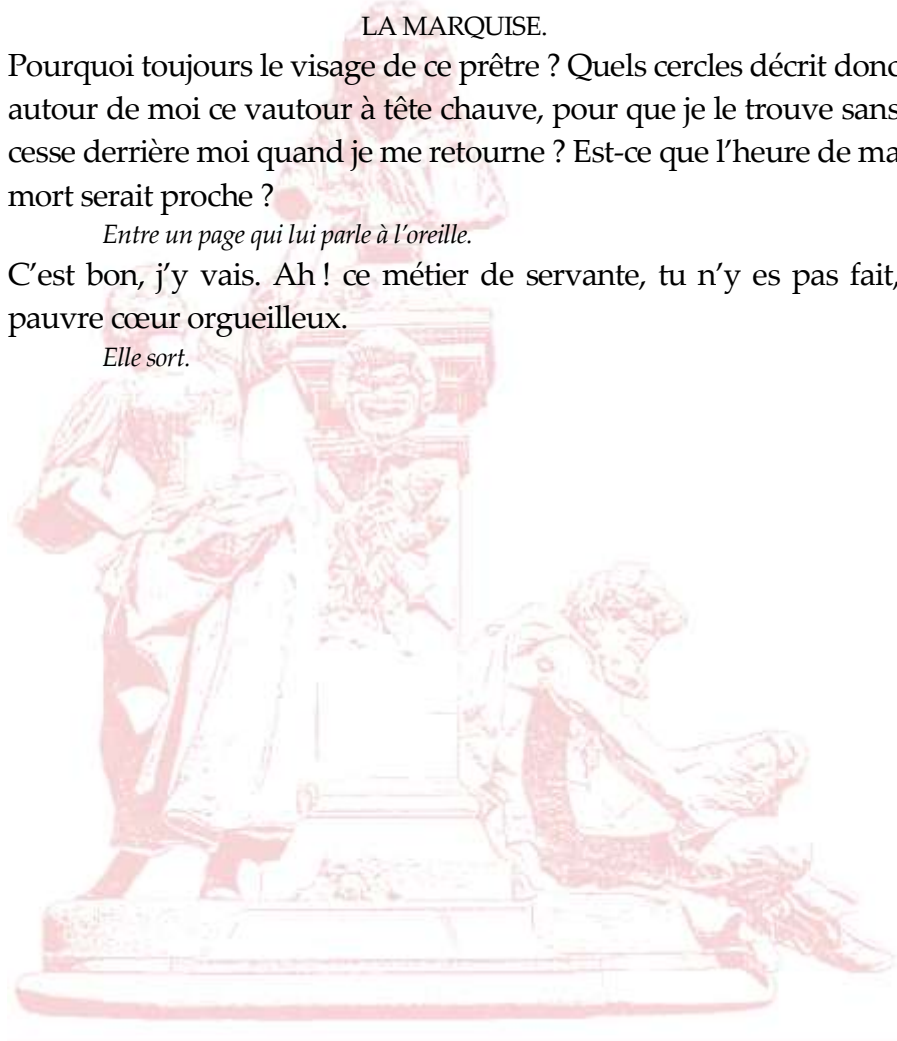 LA MARQUISE.
Pourquoi toujours le visage de ce prêtre ? Quels cercles décrit donc
autour de moi ce vautour à tête chauve, pour que je le trouve sans
cesse derrière moi quand je me retourne ? Est-ce que l'heure de ma
mort serait proche ?
Entre un page qui lui parle à l'oreille.
C'est bon, j'y vais. Ah ! ce métier de servante, tu n'y es pas fait,
pauvre cœur orgueilleux.
Elle sort.